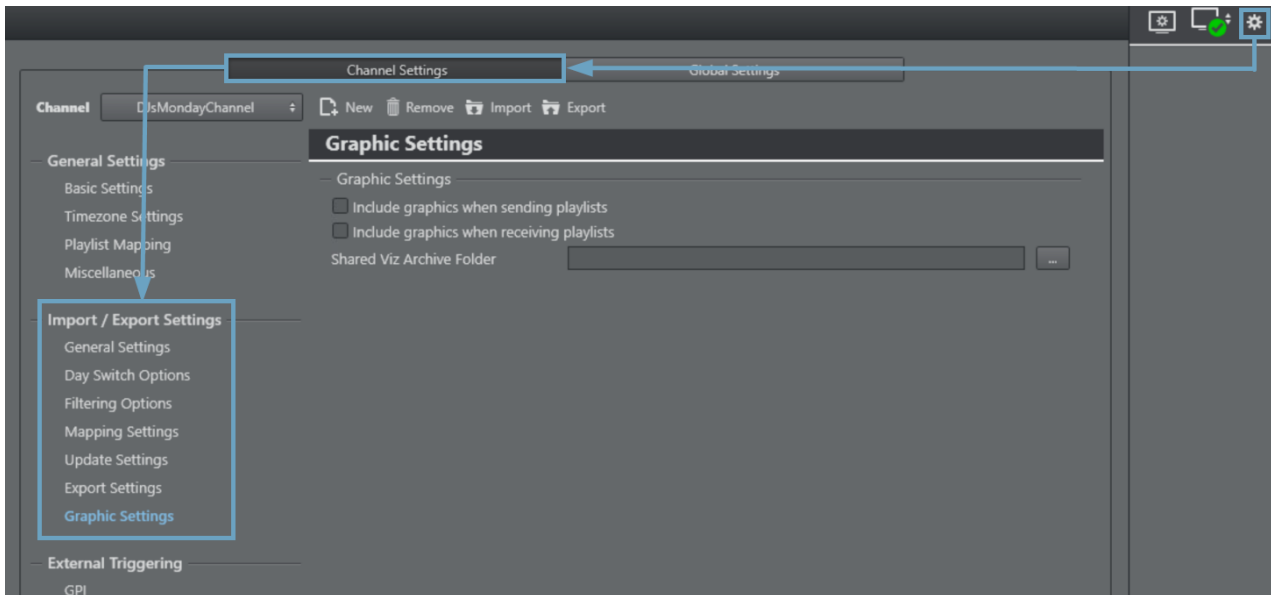 Channel Settings Global Settings
Channel DJsMondayChannel New Remove Import Export
Graphic Settings
General Settings
Basic Settings
Timezone Settings
Playlist Mapping
Miscellaneous
Graphic Settings
Include graphics when sending playlists
Include graphics when receiving playlists
Shared Viz Archive Folder ...
Import / Export Settings
General Settings
Day Switch Options
Filtering Options
Mapping Settings
Update Settings
Export Settings
Graphic Settings
External Triggering
GPI